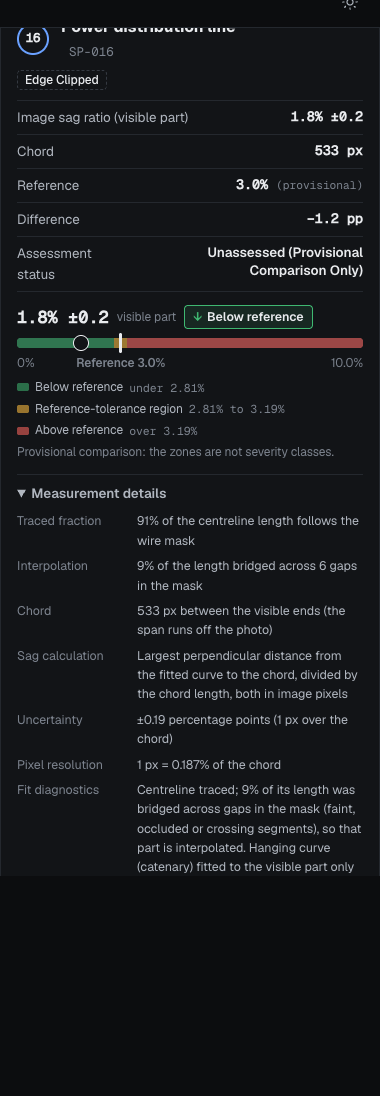 16
Power distribution line
SP-016
Edge Clipped
Image sag ratio (visible part) 1.8% ±0.2
Chord 533 px
Reference 3.0% (provisional)
Difference −1.2 pp
Assessment status Unassessed (Provisional Comparison Only)
1.8% ±0.2 visible part ↓ Below reference
0% Reference 3.0% 10.0%
Below reference under 2.81%
Reference-tolerance region 2.81% to 3.19%
Above reference over 3.19%
Provisional comparison: the zones are not severity classes.
▼ Measurement details
Traced fraction 91% of the centreline length follows the
wire mask
Interpolation 9% of the length bridged across 6 gaps
in the mask
Chord 533 px between the visible ends (the
span runs off the photo)
Sag calculation Largest perpendicular distance from
the fitted curve to the chord, divided by
the chord length, both in image pixels
Uncertainty ±0.19 percentage points (1 px over the
chord)
Pixel resolution 1 px = 0.187% of the chord
Fit diagnostics Centreline traced; 9% of its length was
bridged across gaps in the mask (faint,
occluded or crossing segments), so that
part is interpolated. Hanging curve
(catenary) fitted to the visible part only